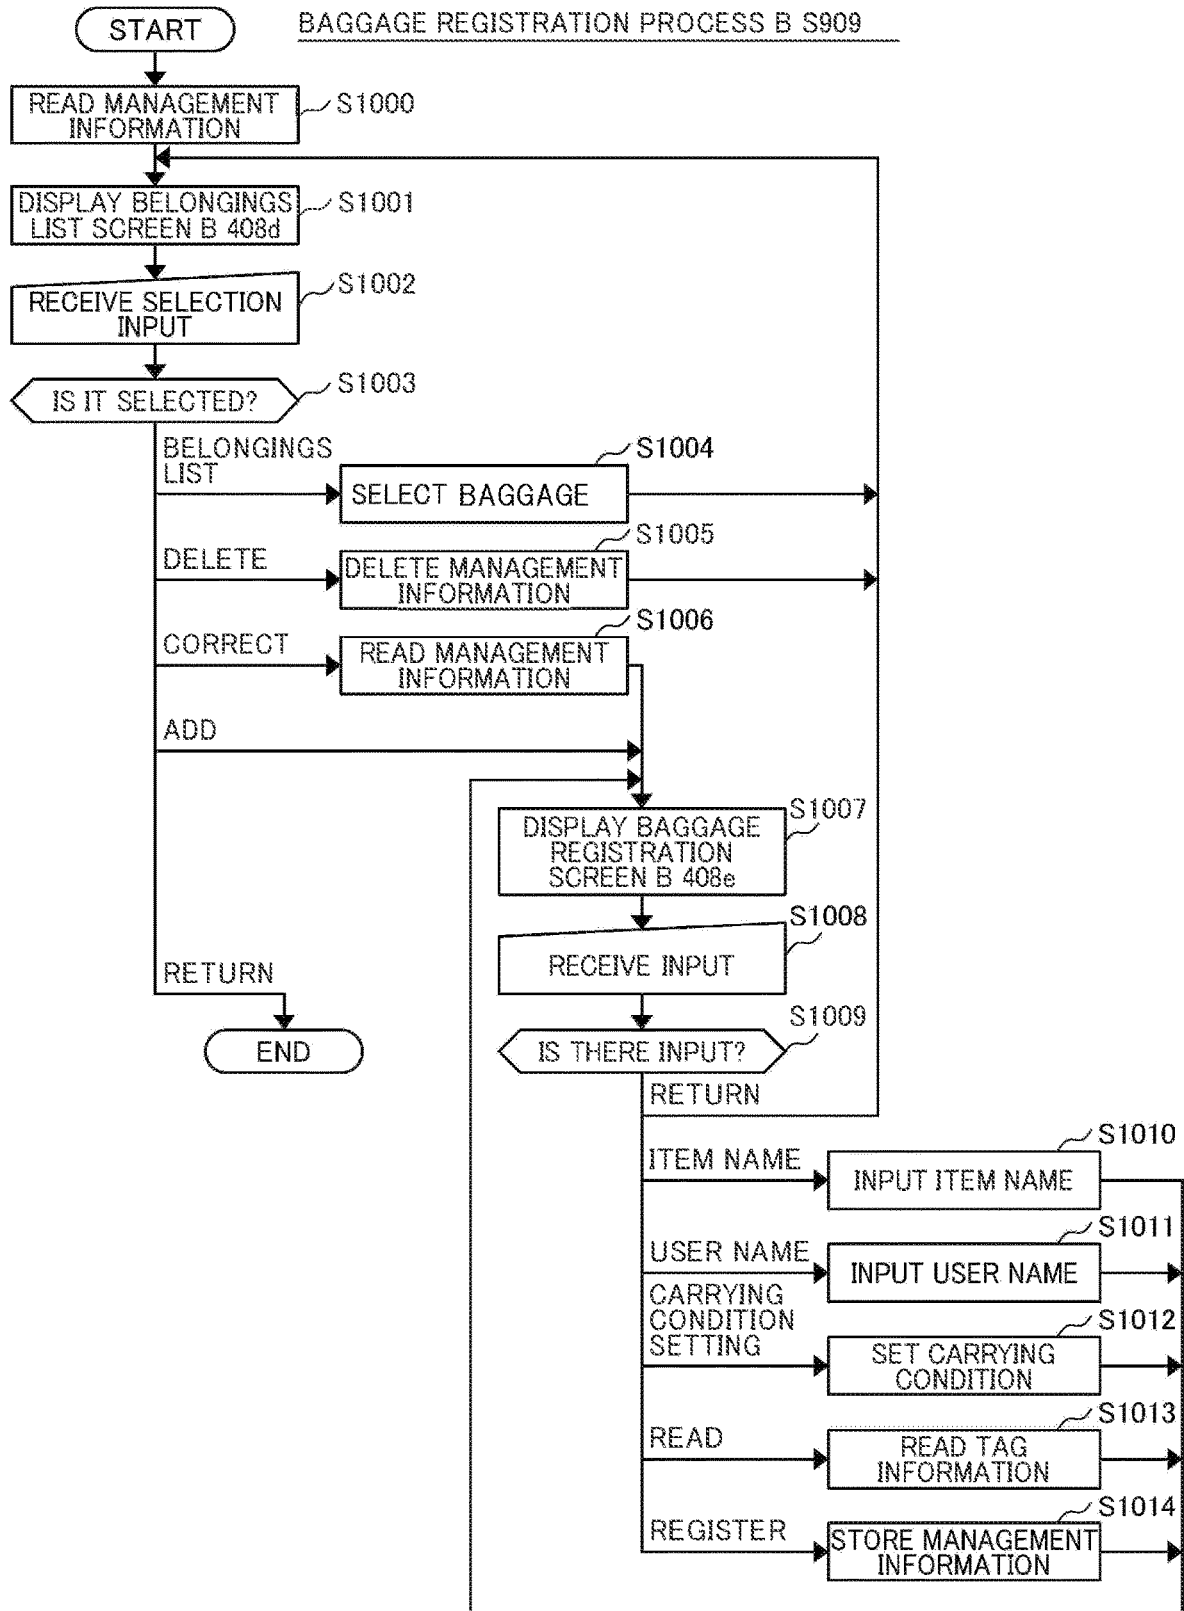 START
BAGGAGE REGISTRATION PROCESS B S909
READ MANAGEMENT
INFORMATION
S1000
DISPLAY BELONGINGS
LIST SCREEN B 408d
S1001
RECEIVE SELECTION
INPUT
S1002
IS IT SELECTED?
S1003
BELONGINGS
LIST
SELECT BAGGAGE
S1004
DELETE
DELETE MANAGEMENT
INFORMATION
S1005
CORRECT
READ MANAGEMENT
INFORMATION
S1006
ADD
DISPLAY BAGGAGE
REGISTRATION
SCREEN B 408e
S1007
RECEIVE INPUT
S1008
RETURN
END
IS THERE INPUT?
S1009
RETURN
ITEM NAME
INPUT ITEM NAME
S1010
USER NAME
INPUT USER NAME
S1011
CARRYING
CONDITION
SETTING
SET CARRYING
CONDITION
S1012
READ
READ TAG
INFORMATION
S1013
REGISTER
STORE MANAGEMENT
INFORMATION
S1014